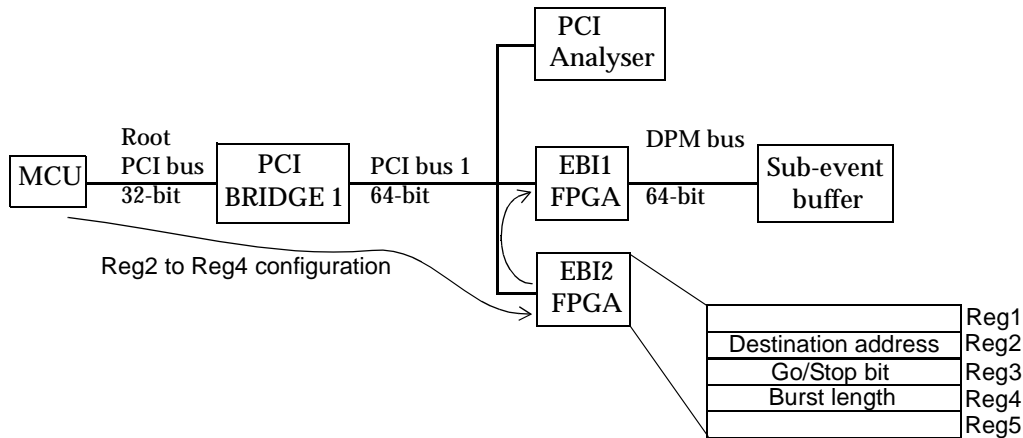 PCI
Analyser
Root
PCI bus
32-bit
MCU
PCI
BRIDGE 1
PCI bus 1
64-bit
EBI1
FPGA
DPM bus
64-bit
Sub-event
buffer
Reg2 to Reg4 configuration
EBI2
FPGA
Reg1
Destination address Reg2
Go/Stop bit Reg3
Burst length Reg4
Reg5